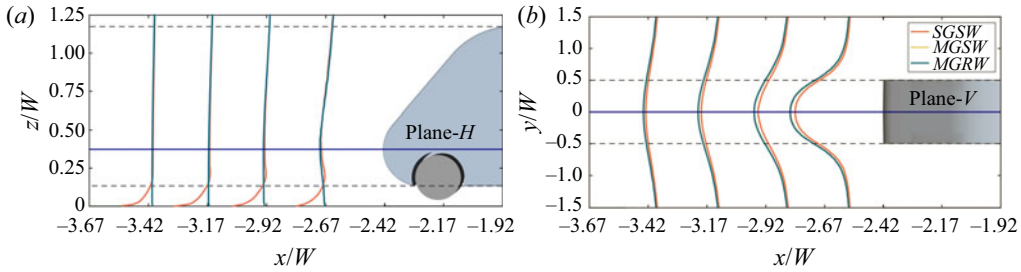 (a)
1.25
1.00
0.75
z/W
0.50
Plane-H
0.25
0
−3.67 −3.42 −3.17 −2.92 −2.67 −2.42 −2.17 −1.92
x/W
(b)
1.5
SGSW
1.0
MGSW
MGRW
0.5
Plane-V
y/W
0
−0.5
−1.0
−1.5
−3.67 −3.42 −3.17 −2.92 −2.67 −2.42 −2.17 −1.92
x/W